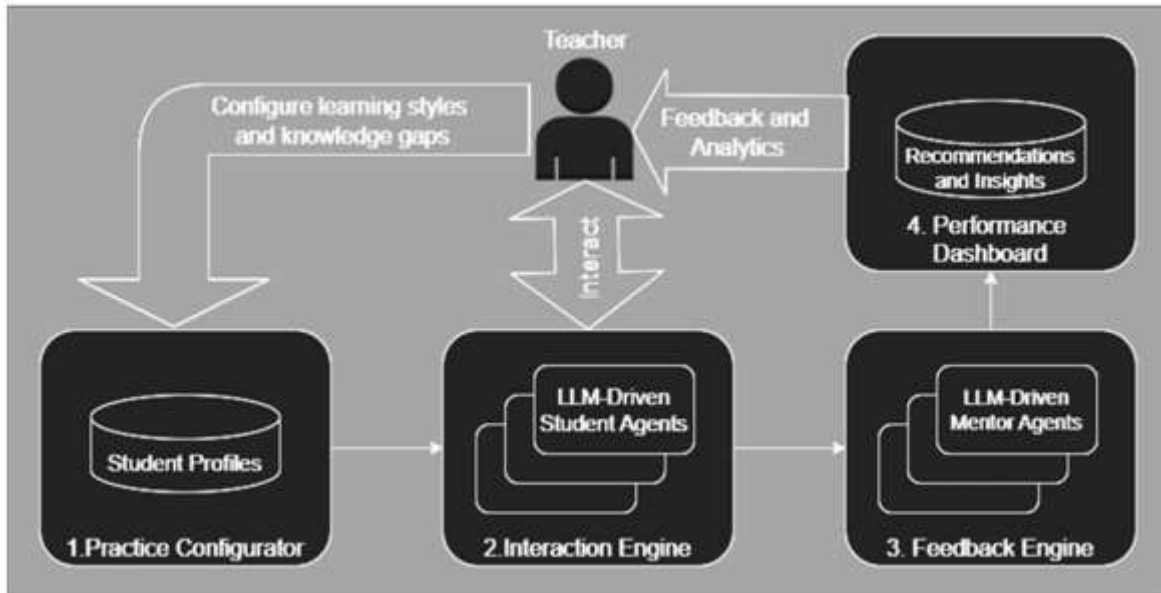 Teacher
Configure learning styles
and knowledge gaps
Feedback and
Analytics
Recommendations
and Insights
4. Performance
Dashboard
Interact
Student Profiles
1.Practice Configurator
LLM-Driven
Student Agents
2.Interaction Engine
LLM-Driven
Mentor Agents
3. Feedback Engine